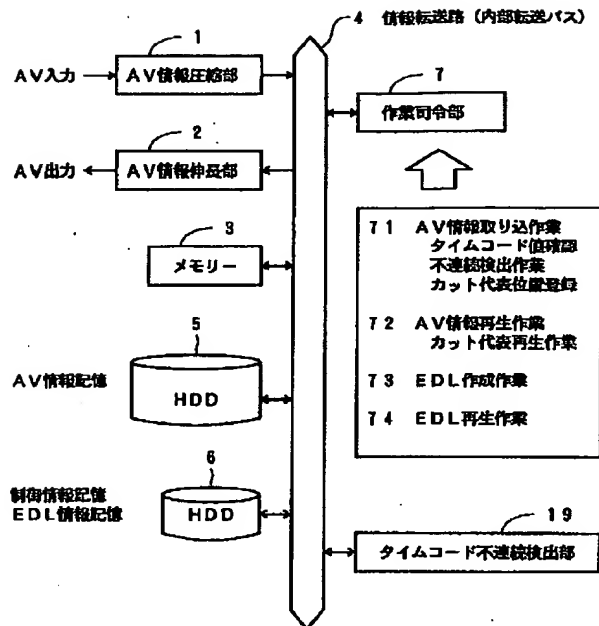 4 情報転送路（内部転送バス）
1
AV入力
AV情報圧縮部
7
作業司令部
2
AV出力
AV情報伸長部
3
メモリー
71 AV情報取り込作業
タイムコード値確認
不連続検出作業
カット代表位置登録
72 AV情報再生作業
カット代表再生作業
73 EDL作成作業
74 EDL再生作業
5
AV情報記憶
HDD
6
制御情報記憶
EDL情報記憶
HDD
19
タイムコード不連続検出部